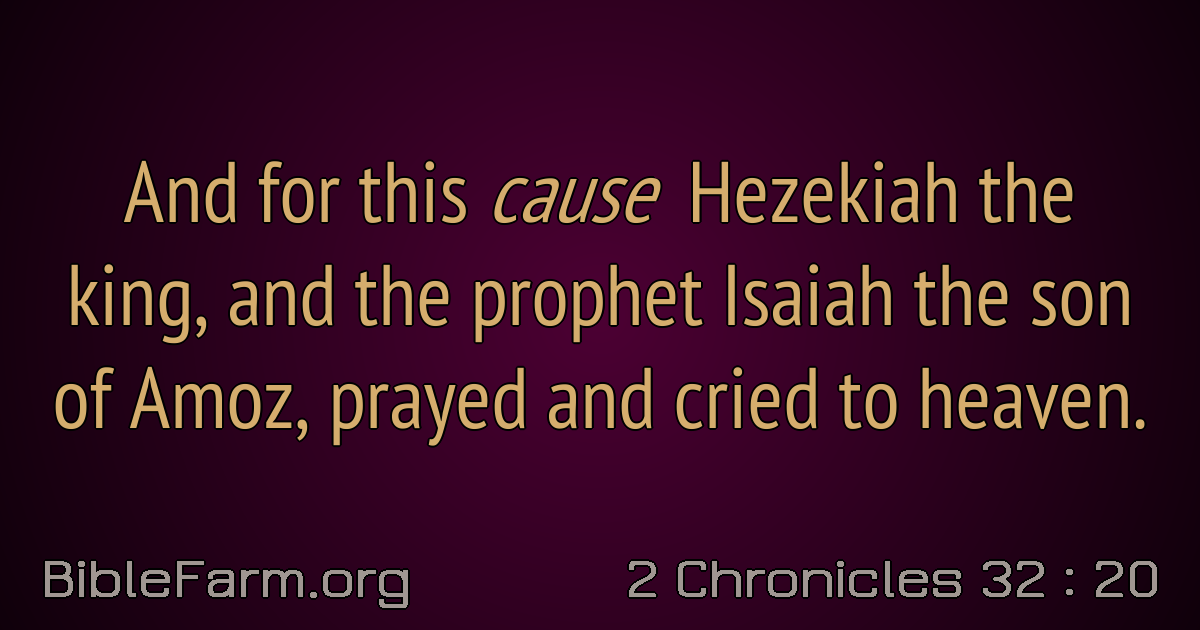 And for this cause Hezekiah the
king, and the prophet Isaiah the son
of Amoz, prayed and cried to heaven.
BibleFarm.org
2 Chronicles 32 : 20